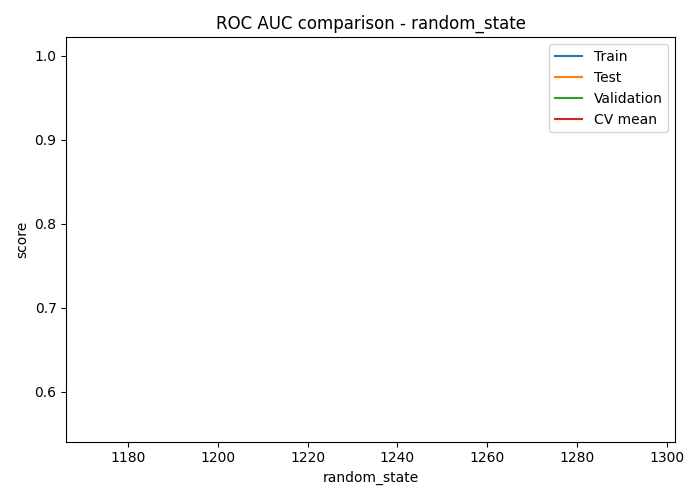 ROC AUC comparison - random_state
1.0
0.9
0.8
0.7
0.6
score
Train
Test
Validation
CV mean
1180 1200 1220 1240 1260 1280 1300
random_state